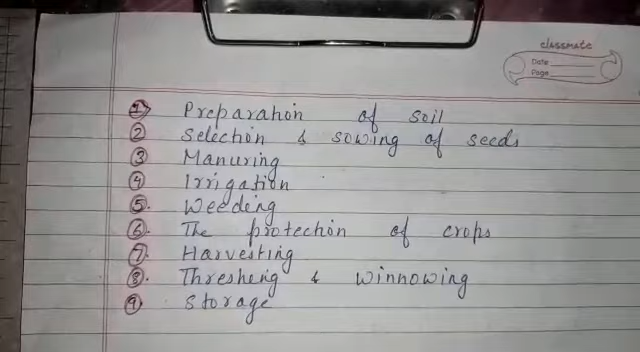 classmate
Date
Page
① Preparation of soil
② Selection & sowing of seeds
③ Manuring
④ Irrigation
⑤. Weeding
⑥. The protection of crops
⑦. Harvesting
⑧. Thresheng & winnowing
⑨. Storage